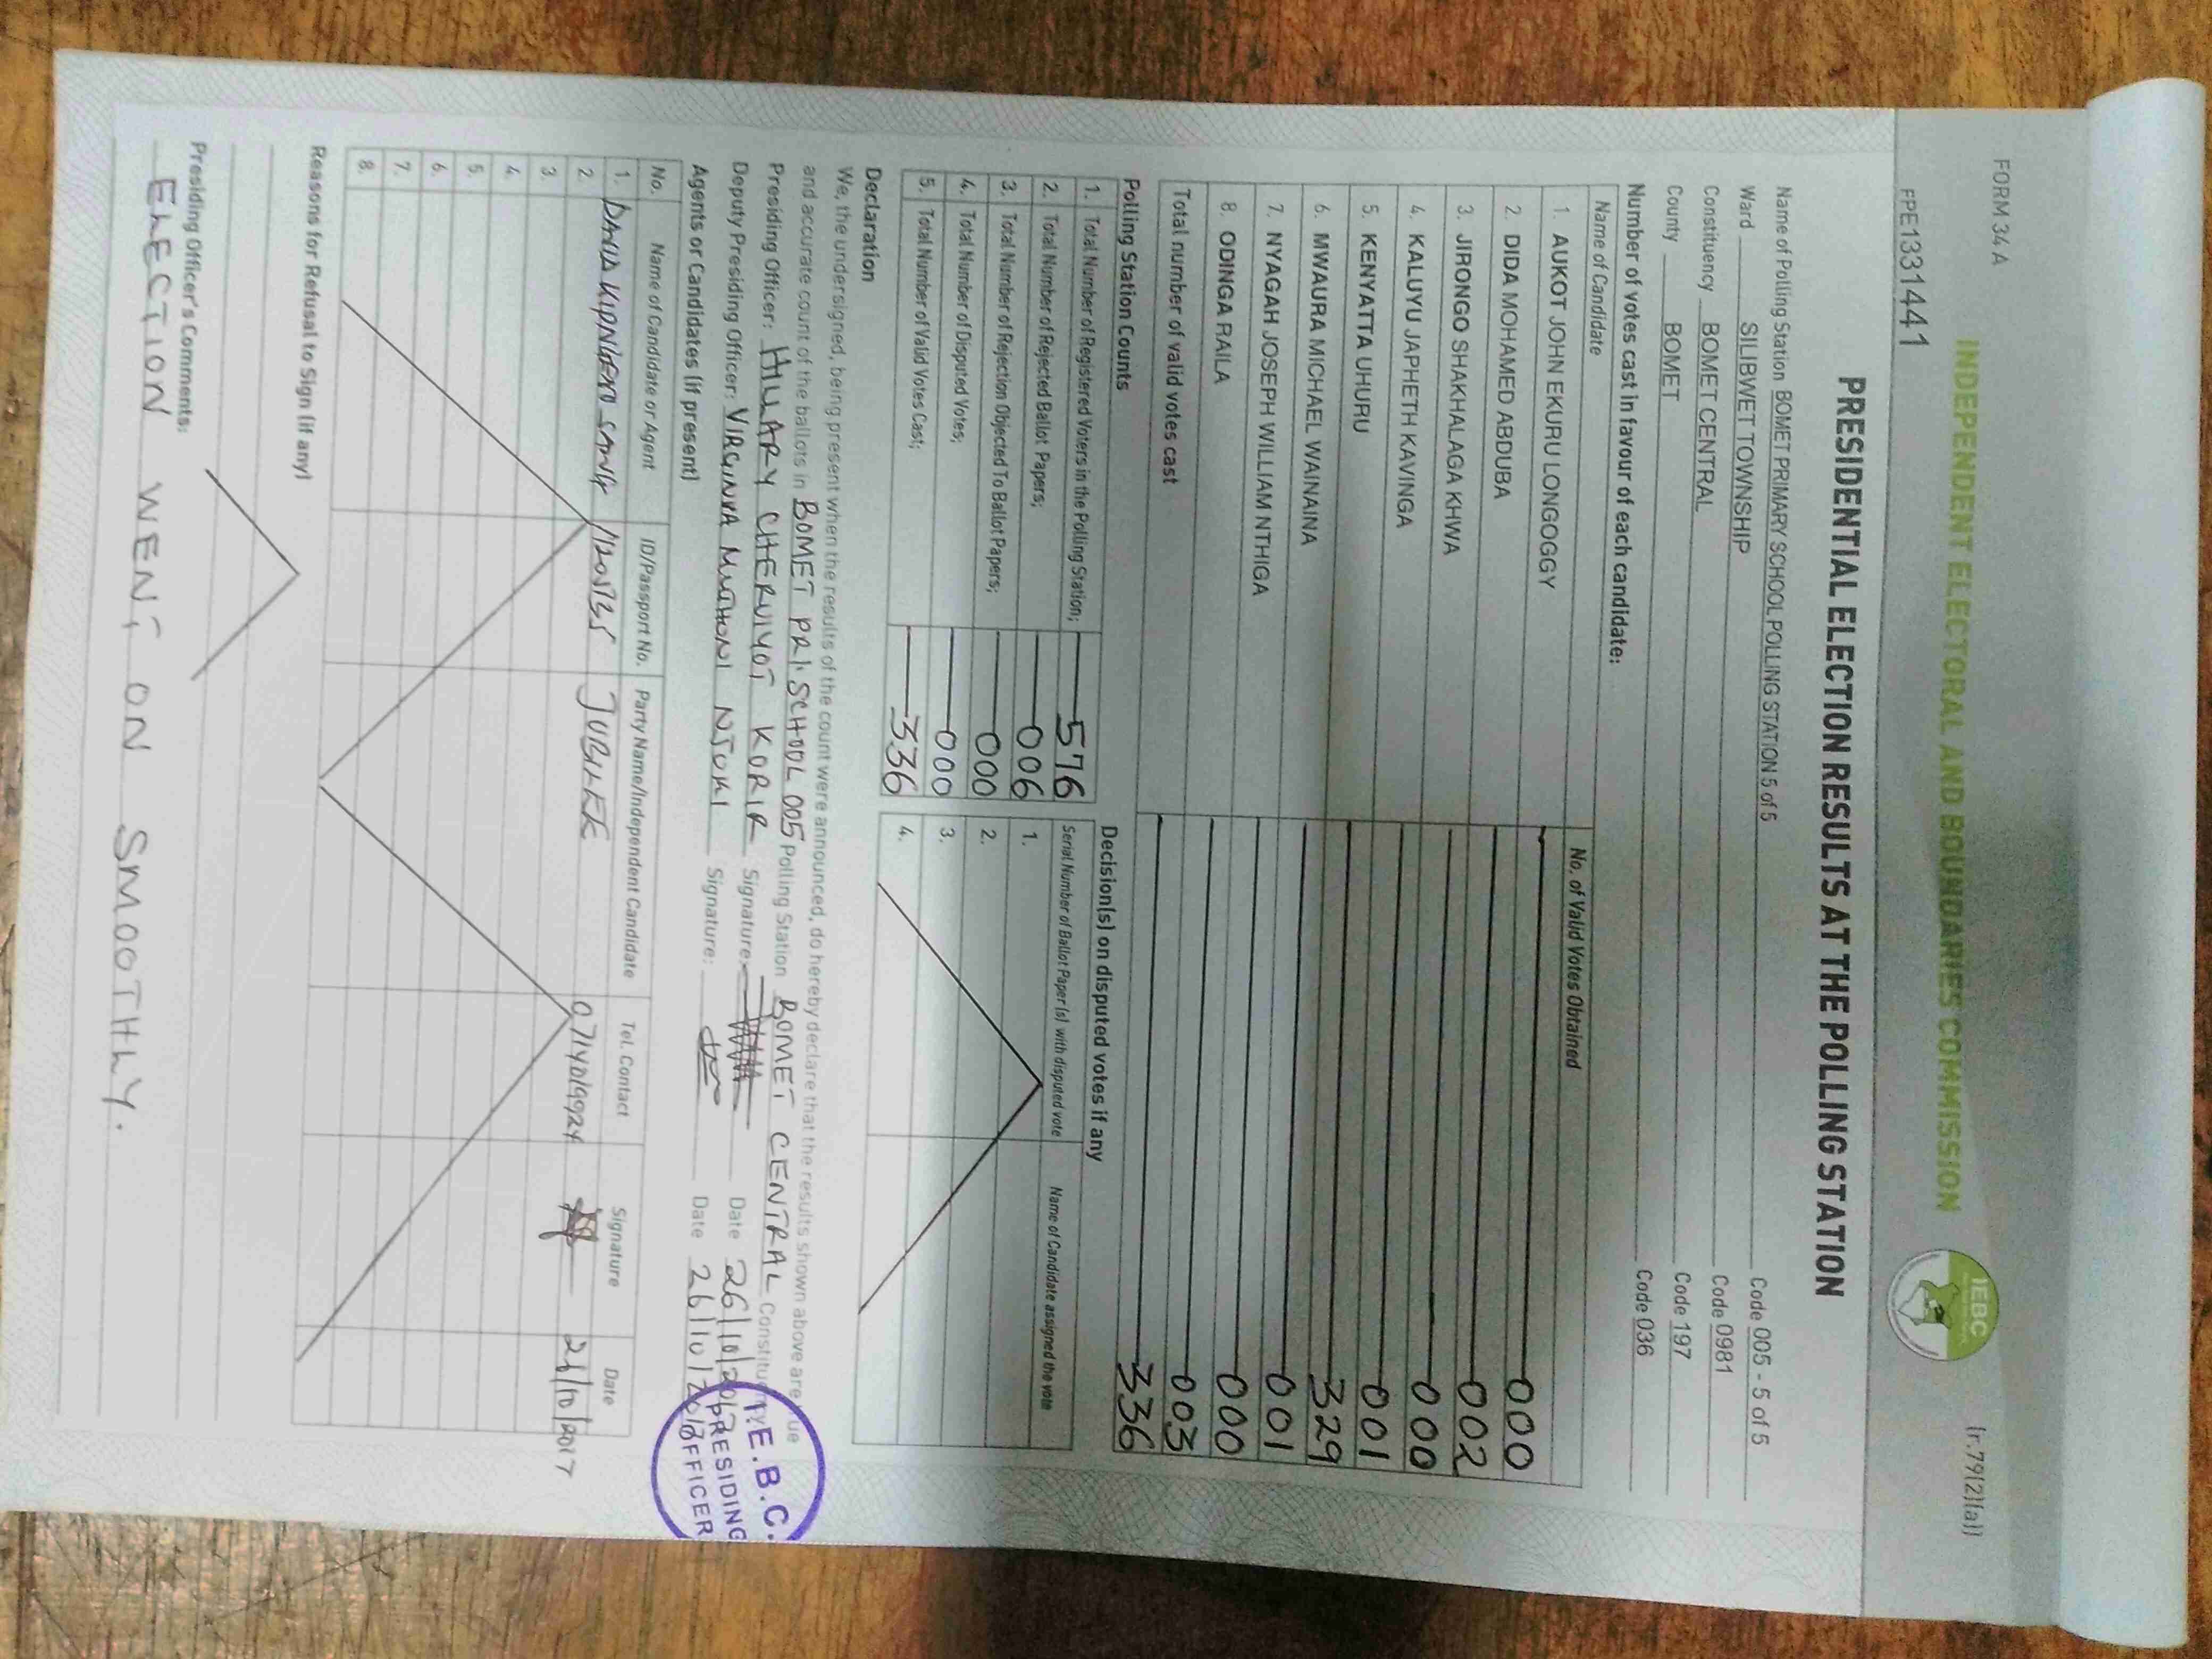 FORM 34A (r.79(2)(a))
INDEPENDENT ELECTORAL AND BOUNDARIES COMMISSION
IEBC
FPE1331441
PRESIDENTIAL ELECTION RESULTS AT THE POLLING STATION
Name of Polling Station BOMET PRIMARY SCHOOL POLLING STATION 5 of 5 Code 005 - 5 of 5
Ward SILIBWET TOWNSHIP Code 0981
Constituency BOMET CENTRAL Code 197
County BOMET Code 036
Number of votes cast in favour of each candidate:
Name of Candidate No. of Valid Votes Obtained
1. AUKOT JOHN EKURU LONGOGGY 000
2. DIDA MOHAMED ABDUBA 002
3. JIRONGO SHAKHALAGA KHWA 000
4. KALUYU JAPHETH KAVINGA 001
5. KENYATTA UHURU 329
6. MWAURA MICHAEL WAINAINA 001
7. NYAGAH JOSEPH WILLIAM NTHIGA 000
8. ODINGA RAILA 003
Total number of valid votes cast 336
Polling Station Counts
1. Total Number of Registered Voters in the Polling Station; 576
2. Total Number of Rejected Ballot Papers; 006
3. Total Number of Rejection Objected To Ballot Papers; 000
4. Total Number of Disputed Votes; 000
5. Total Number of Valid Votes Cast; 336
Decision(s) on disputed votes if any
Serial Number of Ballot Paper (s) with disputed vote Name of Candidate assigned the vote
1.
2.
3.
4.
Declaration
We, the undersigned, being present when the results of the count were announced, do hereby declare that the results shown above are true
and accurate count of the ballots in BOMET PRI. SCHOOL 005 Polling Station BOMET CENTRAL Constituency.
Presiding Officer: HILLARY CHERUIYOT KORIR Signature: Date 26/10/2017
Deputy Presiding Officer: VIRGINIA MUTHONI NJUKI Signature: Date 26/10/2017
I.E.B.C.
PRESIDING
OFFICER
Agents or Candidates (if present)
No. Name of Candidate or Agent ID/Passport No. Party Name/Independent Candidate Tel. Contact Signature Date
1. SANG JUBILEE 0714019924
2.
3.
4.
5.
6.
7.
8.
Reasons for Refusal to Sign (if any)
Presiding Officer's Comments:
ELECTION WENT ON SMOOTHLY.